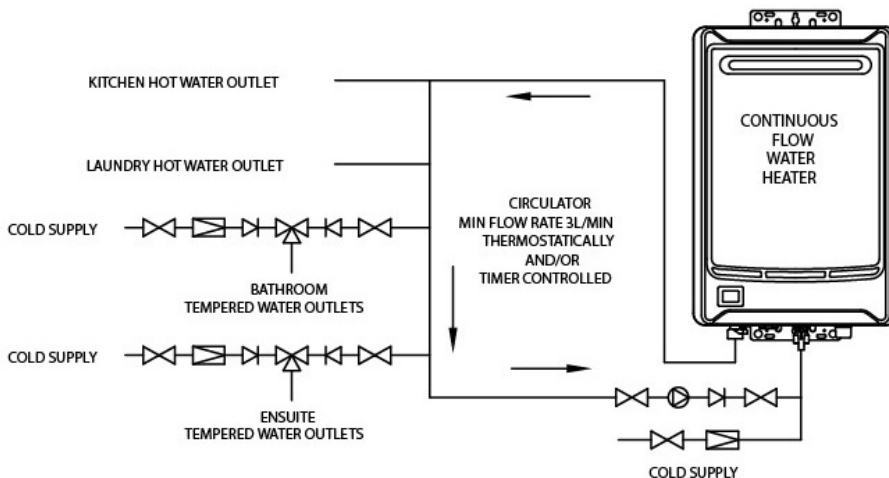 KITCHEN HOT WATER OUTLET
LAUNDRY HOT WATER OUTLET
COLD SUPPLY
BATHROOM
TEMPERED WATER OUTLETS
COLD SUPPLY
ENSUITE
TEMPERED WATER OUTLETS
CIRCULATOR
MIN FLOW RATE 3L/MIN
THERMOSTATICALLY
AND/OR
TIMER CONTROLLED
CONTINUOUS
FLOW
WATER
HEATER
COLD SUPPLY